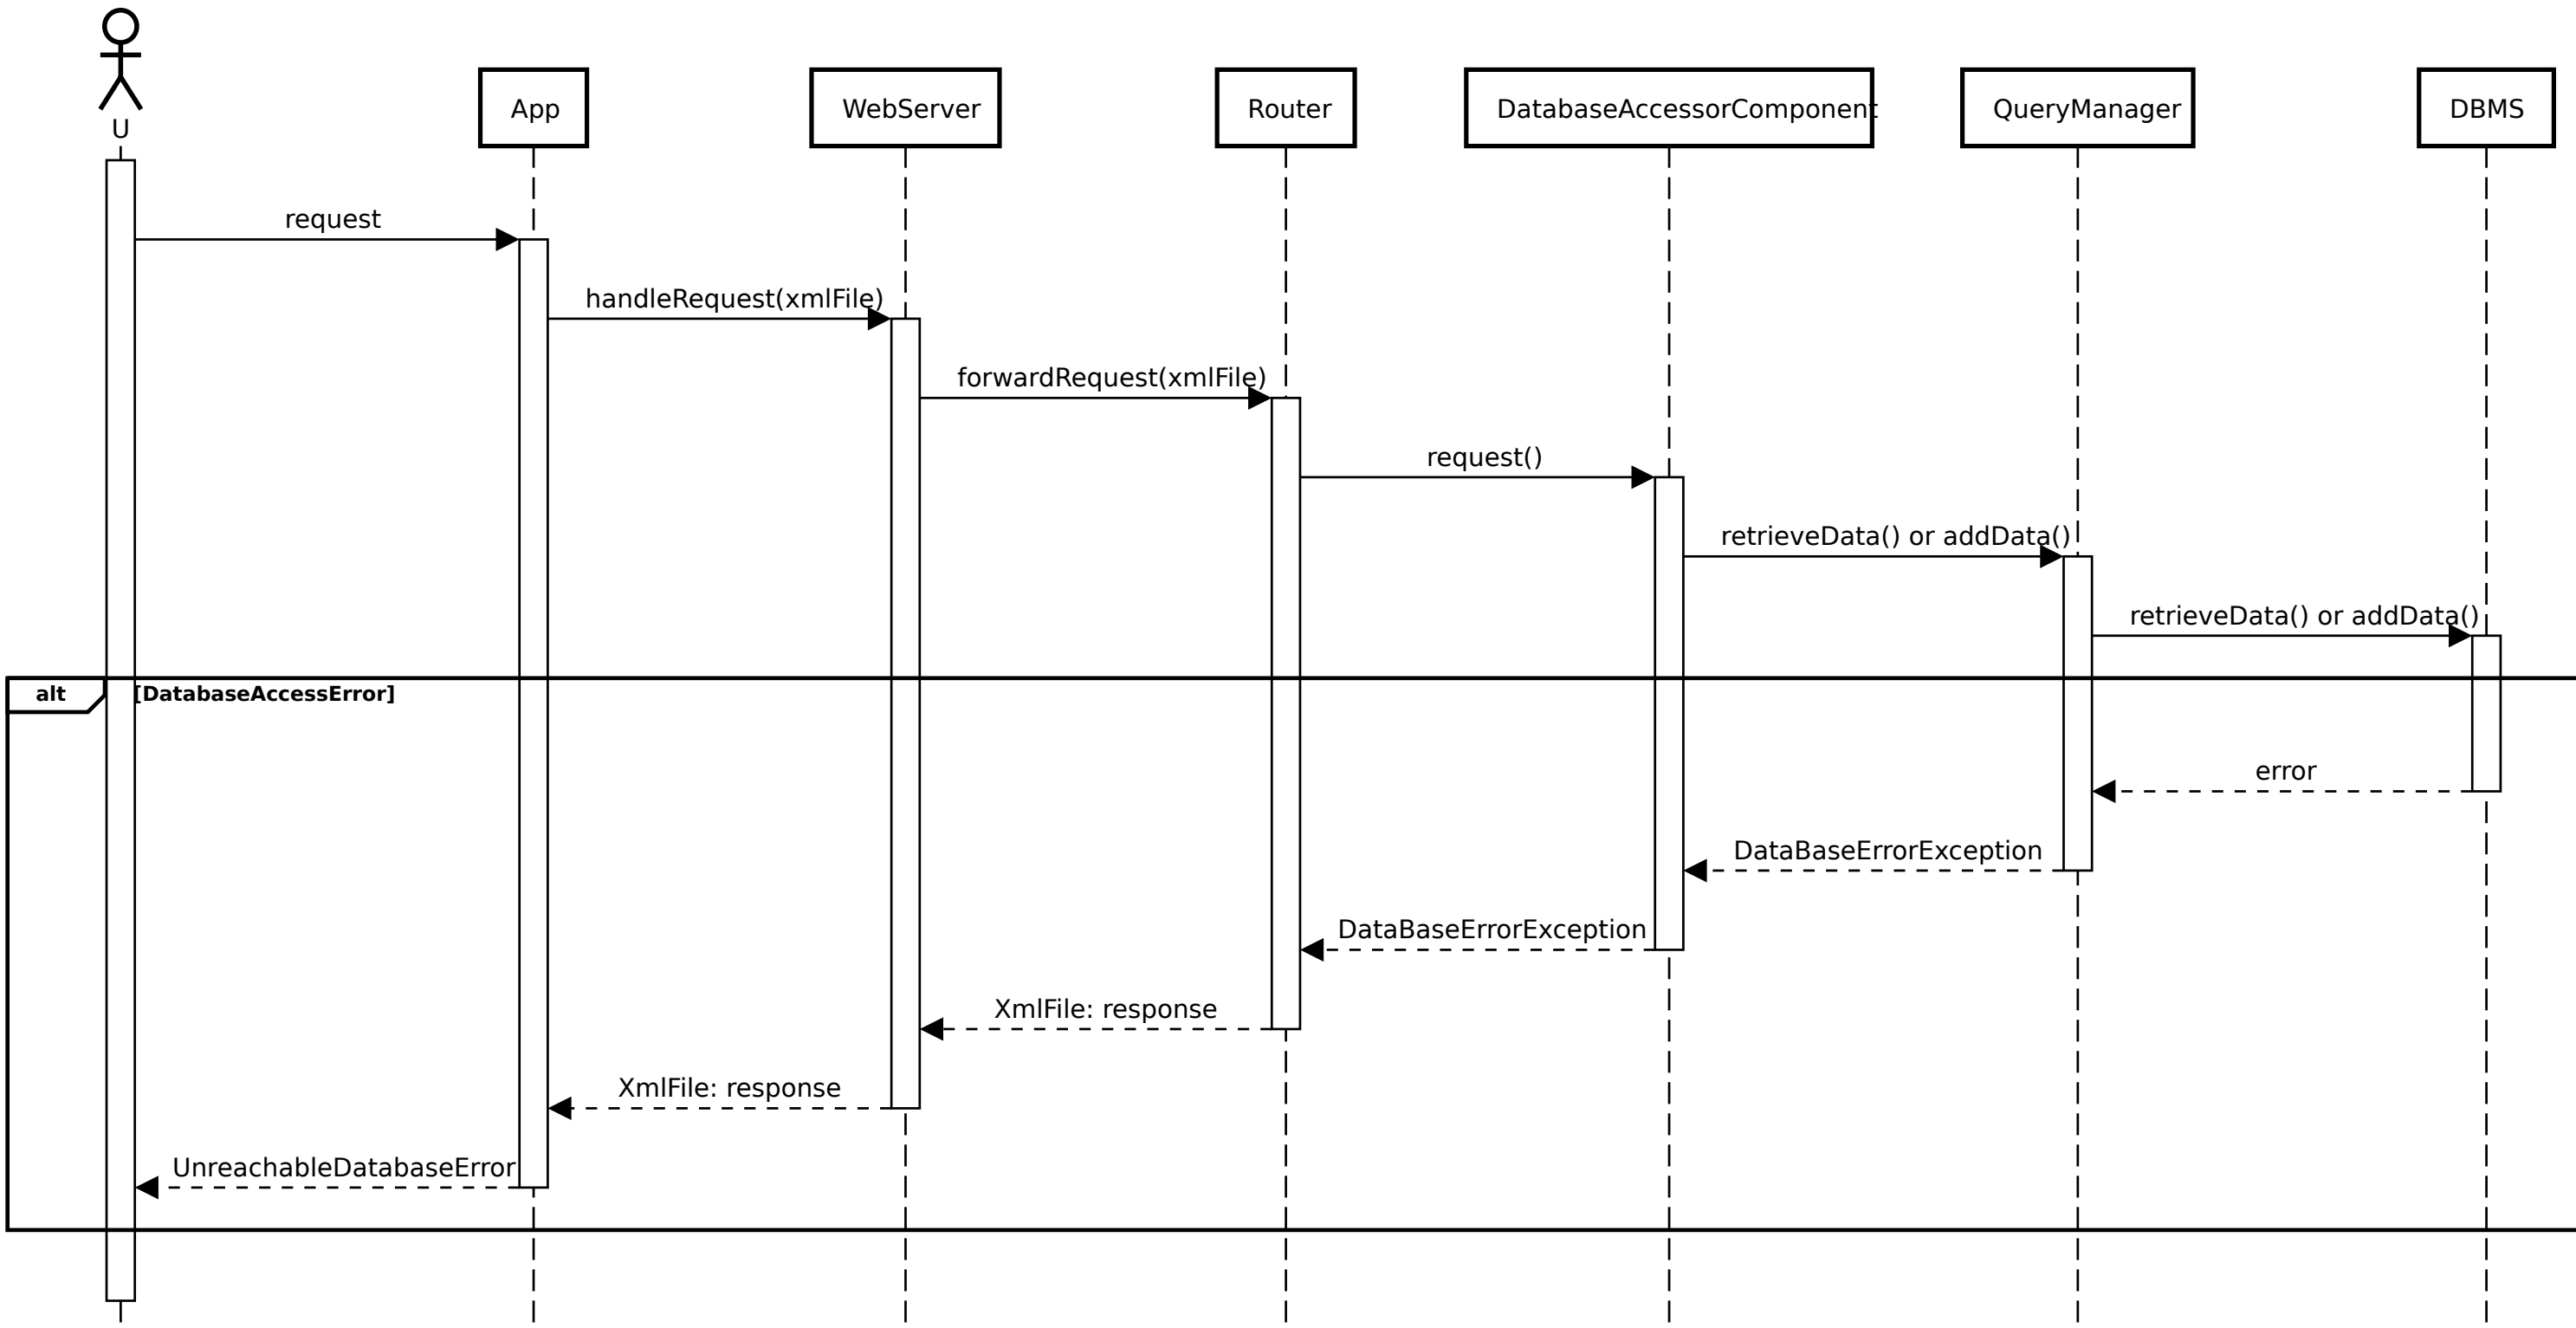 U
App
WebServer
Router
DatabaseAccessorComponent
QueryManager
DBMS
request
handleRequest(xmlFile)
forwardRequest(xmlFile)
request()
retrieveData() or addData()
retrieveData() or addData()
alt
[DatabaseAccessError]
error
DataBaseErrorException
DataBaseErrorException
XmlFile: response
XmlFile: response
UnreachableDatabaseError